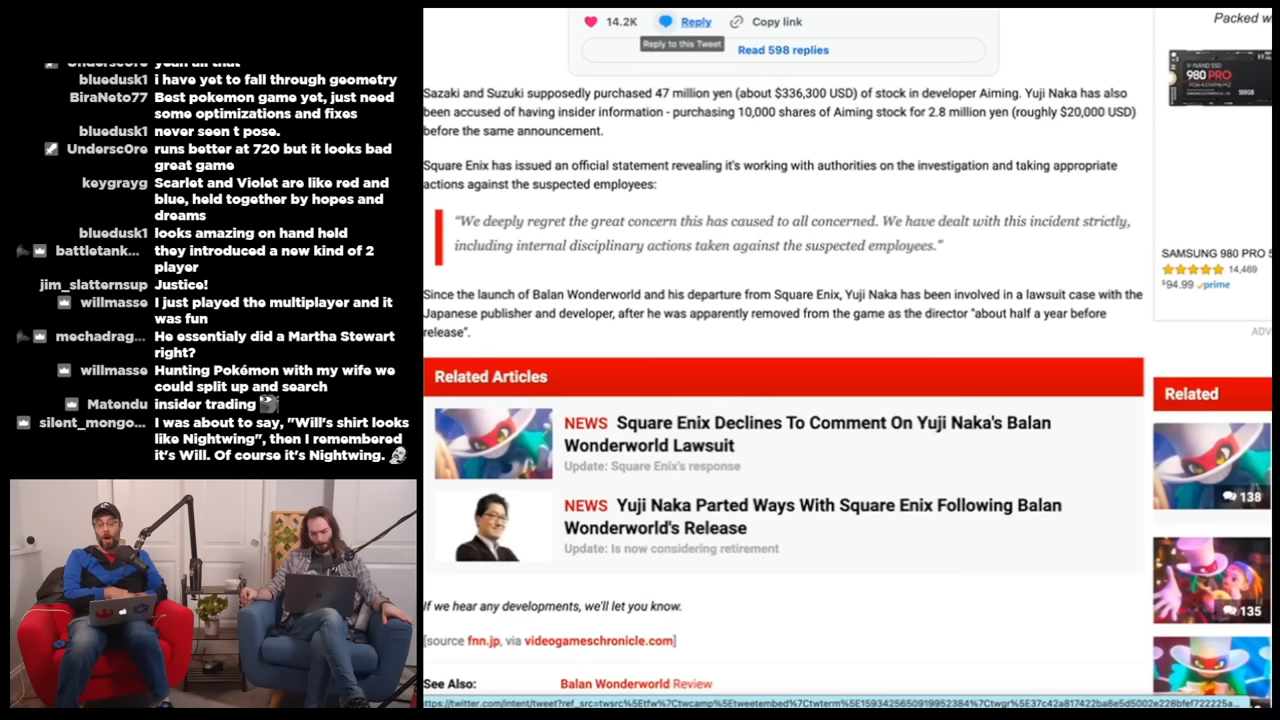 yeah all that
bluedusk1 i have yet to fall through geometry
BiraNeto77 Best pokemon game yet, just need
some optimizations and fixes
bluedusk1 never seen t pose.
Undersc0re runs better at 720 but it looks bad
great game
keygrayg Scarlet and Violet are like red and
blue, held together by hopes and
dreams
bluedusk1 looks amazing on hand held
battletank... they introduced a new kind of 2
player
jim_slatternsup Justice!
willmasse I just played the multiplayer and it
was fun
mechadrag... He essentialy did a Martha Stewart
right?
willmasse Hunting Pokémon with my wife we
could split up and search
Matendu insider trading
silent_mongo... I was about to say, "Will's shirt looks
like Nightwing", then I remembered
it's Will. Of course it's Nightwing.
14.2K Reply Copy link
Reply to this Tweet
Read 598 replies
Sazaki and Suzuki supposedly purchased 47 million yen (about $336,300 USD) of stock in developer Aiming. Yuji Naka has also
been accused of having insider information - purchasing 10,000 shares of Aiming stock for 2.8 million yen (roughly $20,000 USD)
before the same announcement.
Square Enix has issued an official statement revealing it's working with authorities on the investigation and taking appropriate
actions against the suspected employees:
"We deeply regret the great concern this has caused to all concerned. We have dealt with this incident strictly,
including internal disciplinary actions taken against the suspected employees."
Since the launch of Balan Wonderworld and his departure from Square Enix, Yuji Naka has been involved in a lawsuit case with the
Japanese publisher and developer, after he was apparently removed from the game as the director "about half a year before
release".
Related Articles
NEWS Square Enix Declines To Comment On Yuji Naka's Balan
Wonderworld Lawsuit
Update: Square Enix's response
NEWS Yuji Naka Parted Ways With Square Enix Following Balan
Wonderworld's Release
Update: Is now considering retirement
If we hear any developments, we'll let you know.
[source fnn.jp, via videogameschronicle.com]
See Also: Balan Wonderworld Review
Packed w
V-NAND SSD
980 PRO
SAMSUNG 980 PRO
14,469
$94.99 prime
ADV
Related
138
135